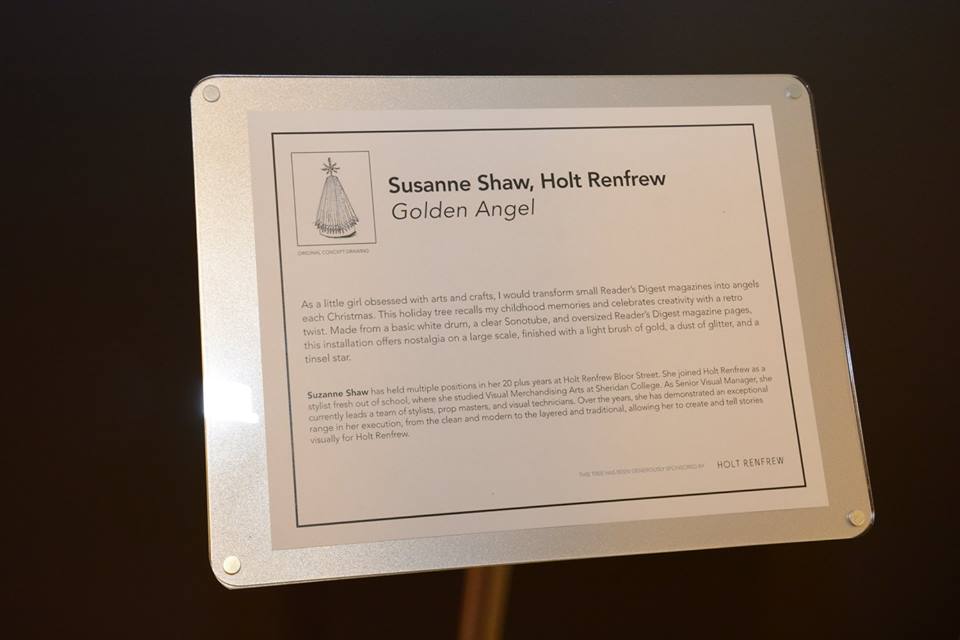 Susanne Shaw, Holt Renfrew
Golden Angel
ORIGINAL CONCEPT DRAWING
As a little girl obsessed with arts and crafts, I would transform small Reader's Digest magazines into angels
each Christmas. This holiday tree recalls my childhood memories and celebrates creativity with a retro
twist. Made from a basic white drum, a clear Sonotube, and oversized Reader's Digest magazine pages,
this installation offers nostalgia on a large scale, finished with a light brush of gold, a dust of glitter, and a
tinsel star.
Suzanne Shaw has held multiple positions in her 20 plus years at Holt Renfrew Bloor Street. She joined Holt Renfrew as a
stylist fresh out of school, where she studied Visual Merchandising Arts at Sheridan College. As Senior Visual Manager, she
currently leads a team of stylists, prop masters, and visual technicians. Over the years, she has demonstrated an exceptional
range in her execution, from the clean and modern to the layered and traditional, allowing her to create and tell stories
visually for Holt Renfrew.
THIS TREE HAS BEEN GENEROUSLY SPONSORED BY HOLT RENFREW